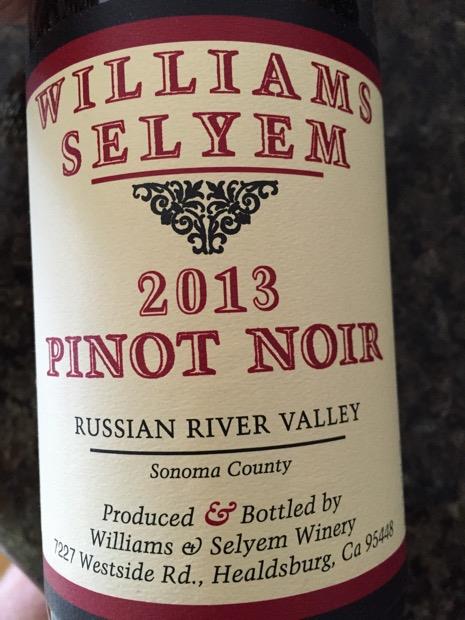 WILLIAMS
SELYEM
2013
PINOT NOIR
RUSSIAN RIVER VALLEY
Sonoma County
Produced & Bottled by
Williams & Selyem Winery
7227 Westside Rd., Healdsburg, Ca 95448